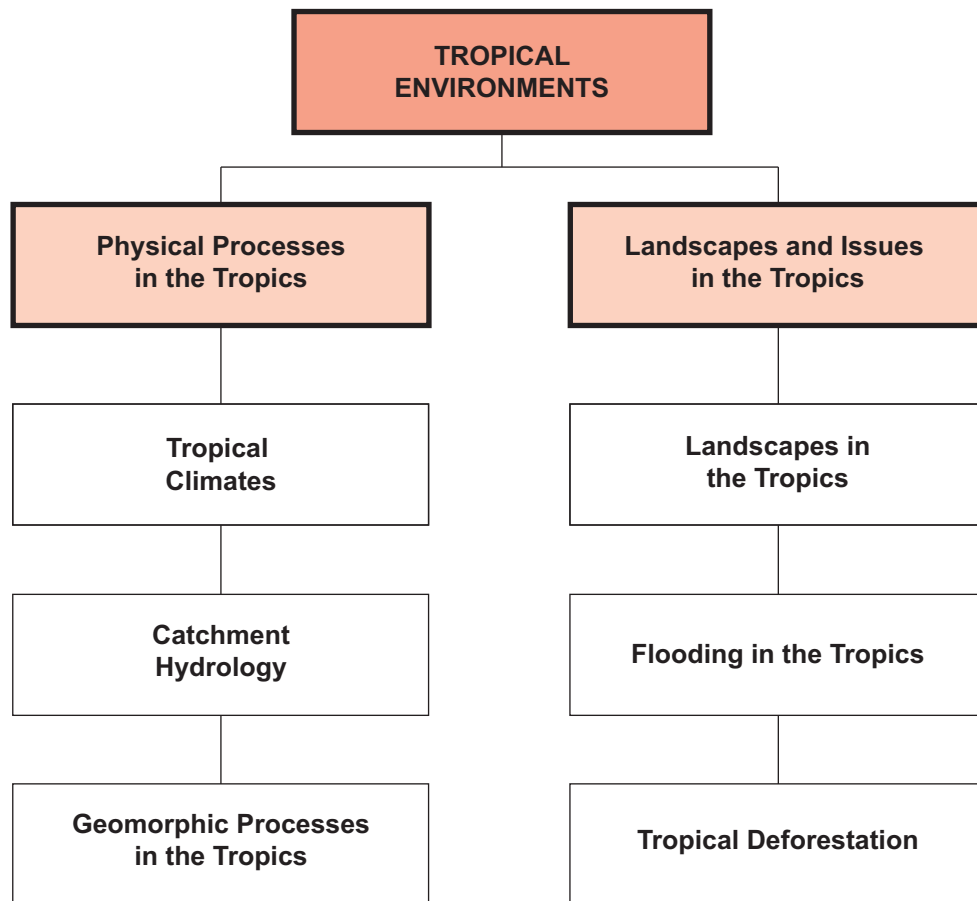 TROPICAL
ENVIRONMENTS
Physical Processes
in the Tropics
Tropical
Climates
Catchment
Hydrology
Geomorphic Processes
in the Tropics
Landscapes and Issues
in the Tropics
Landscapes in
the Tropics
Flooding in the Tropics
Tropical Deforestation